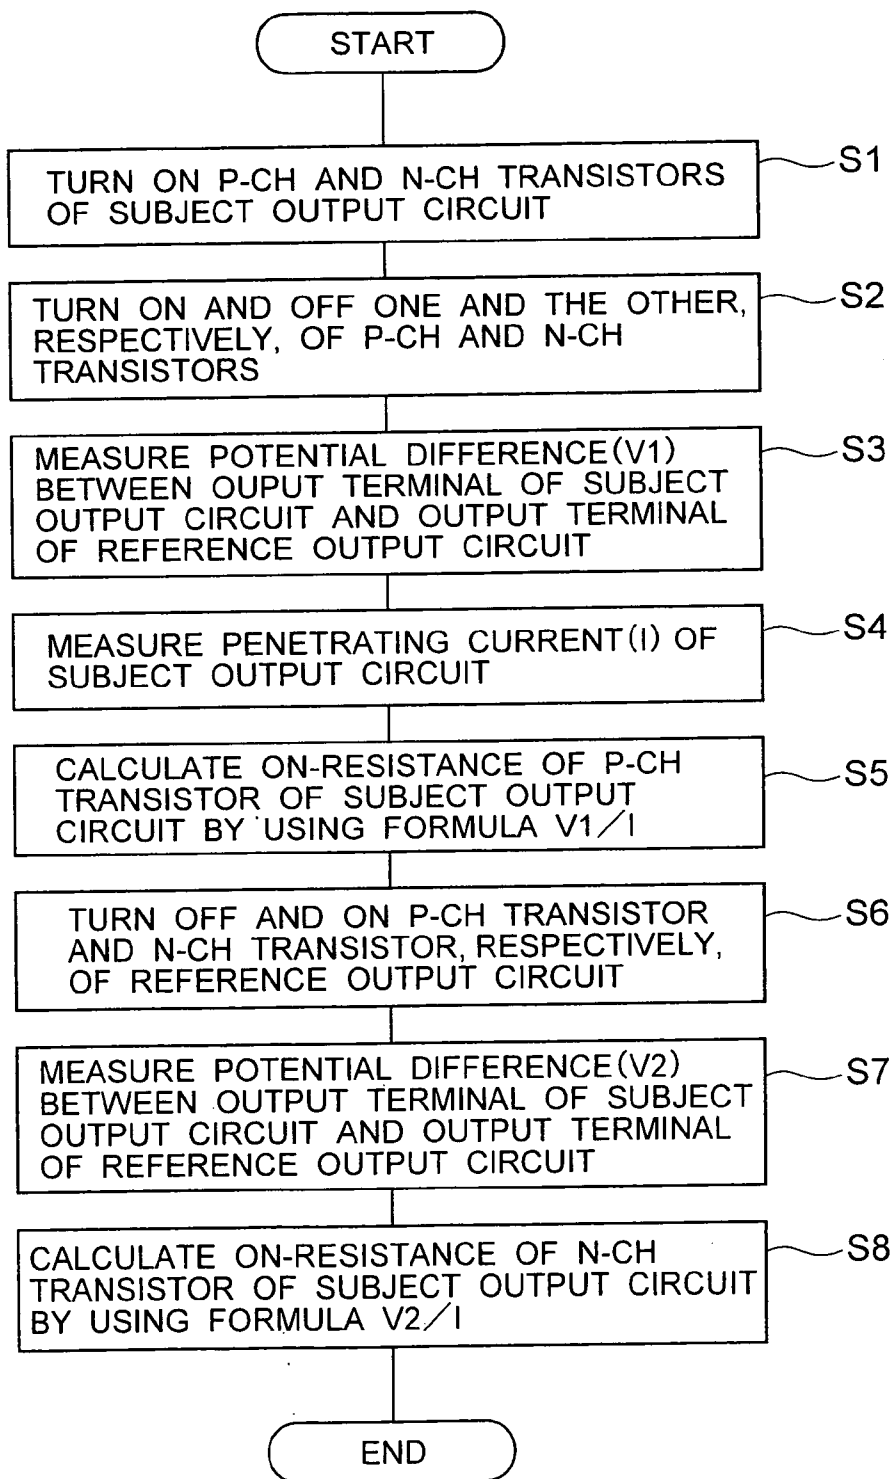 START
S1
TURN ON P-CH AND N-CH TRANSISTORS
OF SUBJECT OUTPUT CIRCUIT
S2
TURN ON AND OFF ONE AND THE OTHER,
RESPECTIVELY, OF P-CH AND N-CH
TRANSISTORS
S3
MEASURE POTENTIAL DIFFERENCE(V1)
BETWEEN OUPUT TERMINAL OF SUBJECT
OUTPUT CIRCUIT AND OUTPUT TERMINAL
OF REFERENCE OUTPUT CIRCUIT
S4
MEASURE PENETRATING CURRENT(I) OF
SUBJECT OUTPUT CIRCUIT
S5
CALCULATE ON-RESISTANCE OF P-CH
TRANSISTOR OF SUBJECT OUTPUT
CIRCUIT BY USING FORMULA V1/I
S6
TURN OFF AND ON P-CH TRANSISTOR
AND N-CH TRANSISTOR, RESPECTIVELY,
OF REFERENCE OUTPUT CIRCUIT
S7
MEASURE POTENTIAL DIFFERENCE(V2)
BETWEEN OUTPUT TERMINAL OF SUBJECT
OUTPUT CIRCUIT AND OUTPUT TERMINAL
OF REFERENCE OUTPUT CIRCUIT
S8
CALCULATE ON-RESISTANCE OF N-CH
TRANSISTOR OF SUBJECT OUTPUT CIRCUIT
BY USING FORMULA V2/I
END